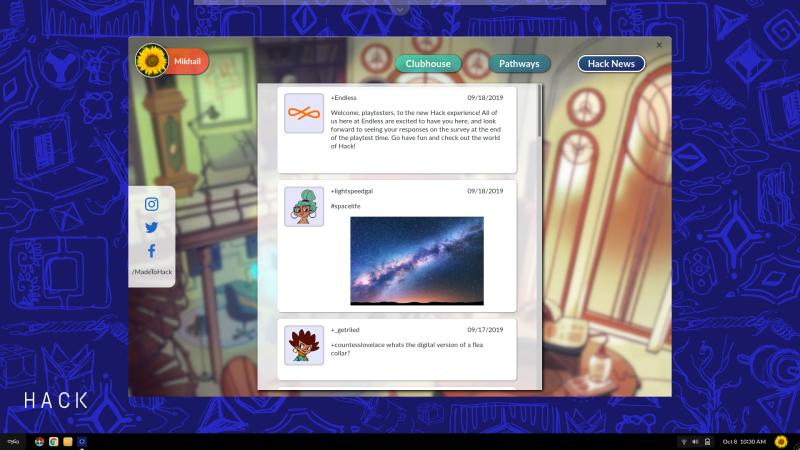 Mikhail
Clubhouse
Pathways
Hack News
+Endless
09/18/2019
Welcome, playtesters, to the new Hack experience! All of
us here at Endless are excited to have you here, and look
forward to seeing your responses on the survey at the end
of the playtest time. Go have fun and check out the world
of Hack!
+lightspeedgal
09/18/2019
#spacelife
/MadeToHack
+_getriled
09/17/2019
+countesslovelace whats the digital version of a flea
collar?
HACK
Oct 8 10:30 AM